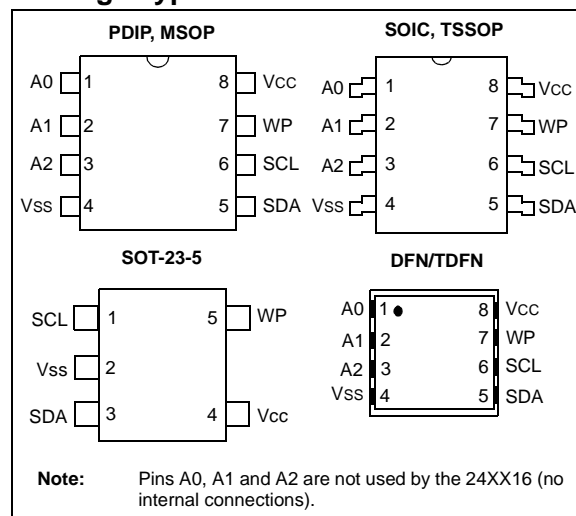 PDIP, MSOP
A0 1 8 VCC
A1 2 7 WP
A2 3 6 SCL
VSS 4 5 SDA
SOIC, TSSOP
A0 1 8 VCC
A1 2 7 WP
A2 3 6 SCL
VSS 4 5 SDA
SOT-23-5
SCL 1 5 WP
Vss 2
SDA 3 4 Vcc
DFN/TDFN
A0 1 8 VCC
A1 2 7 WP
A2 3 6 SCL
VSS 4 5 SDA
Note: Pins A0, A1 and A2 are not used by the 24XX16 (no
internal connections).